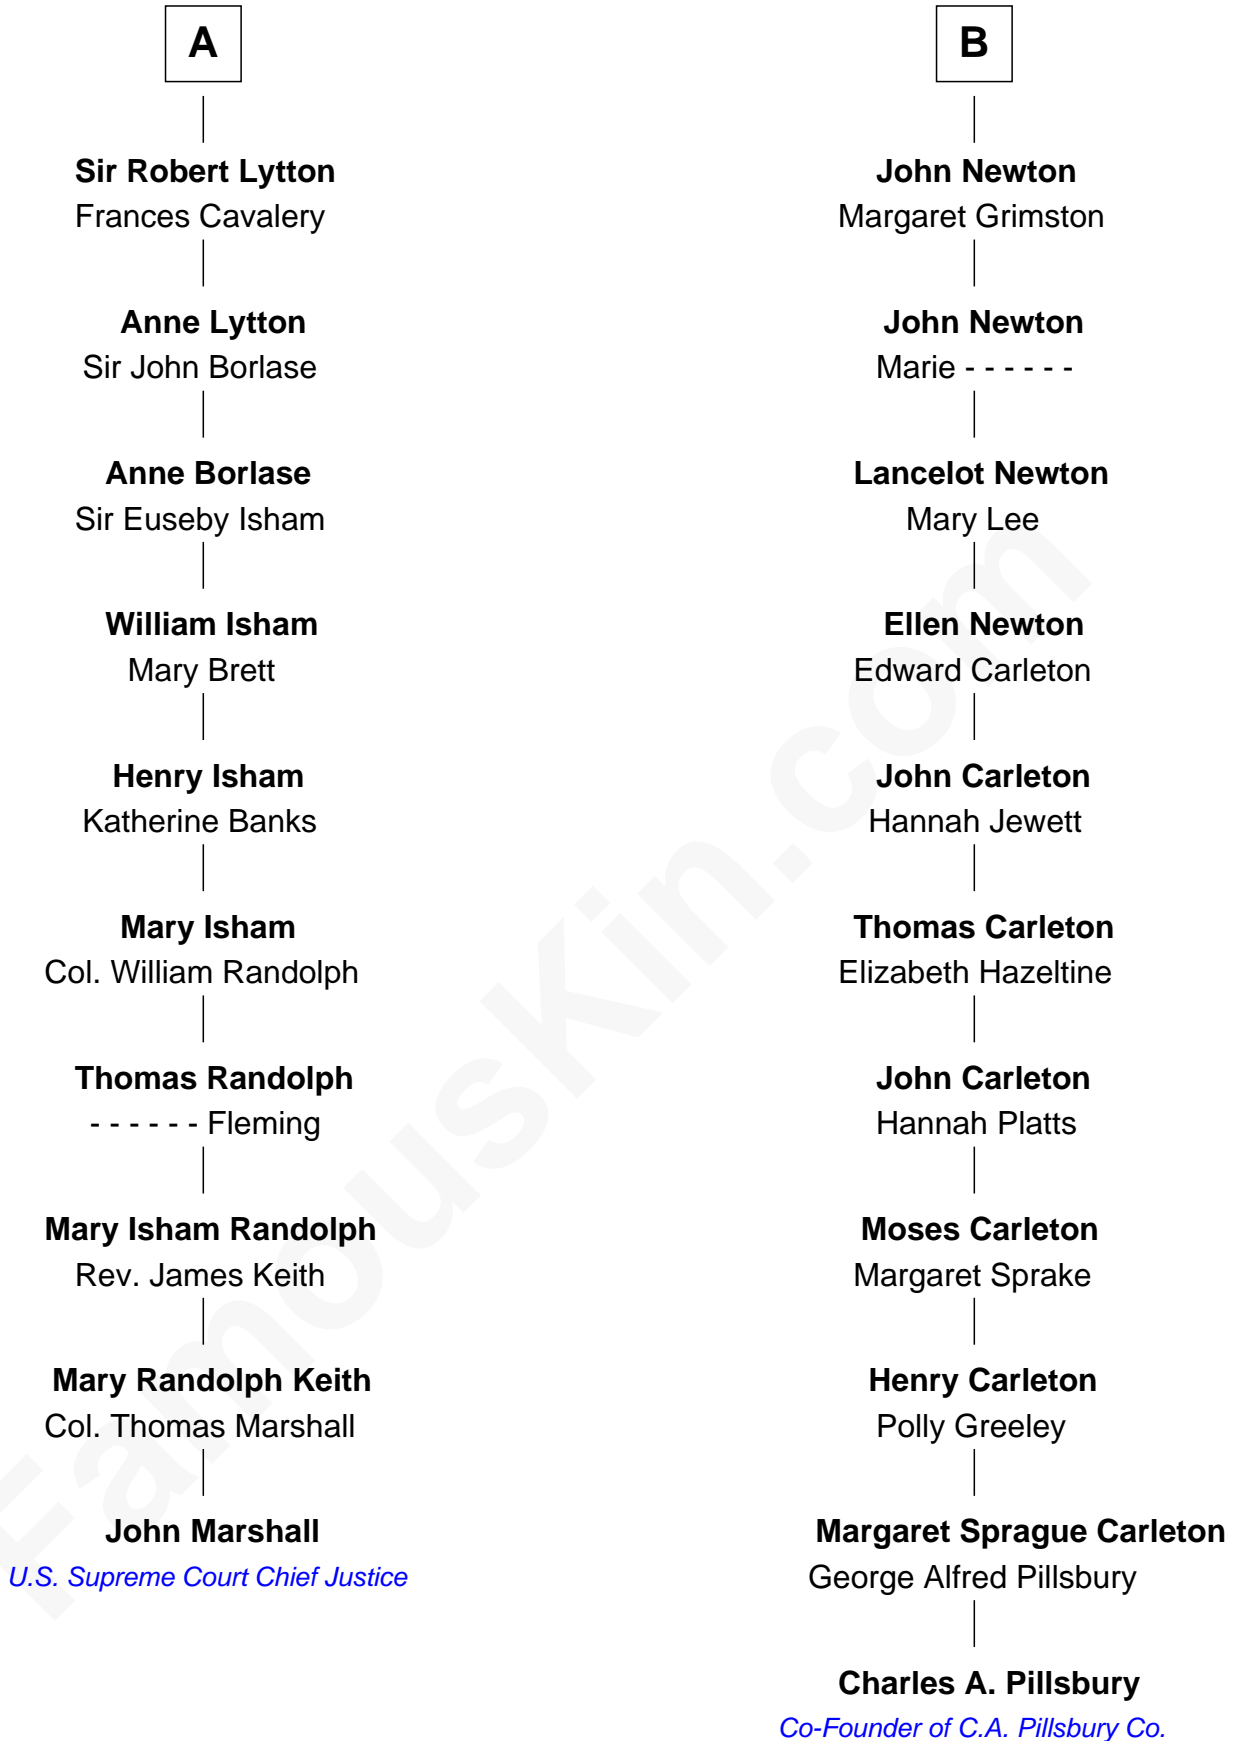 A
Sir Robert Lytton
Frances Cavalery
Anne Lytton
Sir John Borlase
Anne Borlase
Sir Euseby Isham
William Isham
Mary Brett
Henry Isham
Katherine Banks
Mary Isham
Col. William Randolph
Thomas Randolph
- - - - - - Fleming
Mary Isham Randolph
Rev. James Keith
Mary Randolph Keith
Col. Thomas Marshall
John Marshall
U.S. Supreme Court Chief Justice
B
John Newton
Margaret Grimston
John Newton
Marie - - - - - -
Lancelot Newton
Mary Lee
Ellen Newton
Edward Carleton
John Carleton
Hannah Jewett
Thomas Carleton
Elizabeth Hazeltine
John Carleton
Hannah Platts
Moses Carleton
Margaret Sprake
Henry Carleton
Polly Greeley
Margaret Sprague Carleton
George Alfred Pillsbury
Charles A. Pillsbury
Co-Founder of C.A. Pillsbury Co.
FamousKin.com